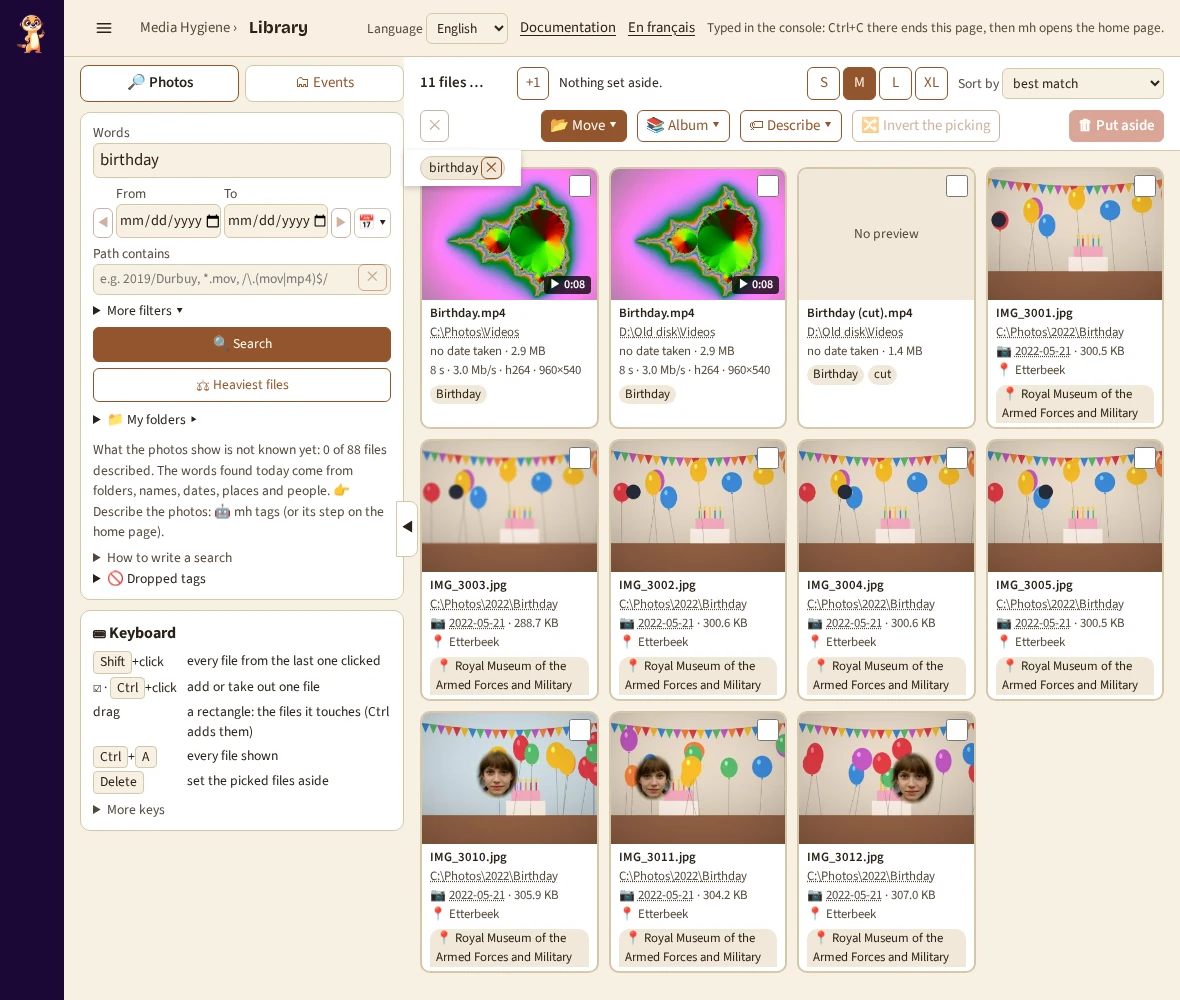 Media Hygiene › Library
Language English Documentation En français Typed in the console: Ctrl+C there ends this page, then mh opens the home page.
🔎 Photos
🗂 Events
Words
birthday
From To
◀ mm/dd/yyyy mm/dd/yyyy ▶ 📅 ▾
Path contains
e.g. 2019/Durbuy, *.mov, /\.(mov|mp4)$/
▶ More filters ▾
🔍 Search
⚖ Heaviest files
▶ 📁 My folders ▸
What the photos show is not known yet: 0 of 88 files
described. The words found today come from
folders, names, dates, places and people. 👉
Describe the photos: 🤖 mh tags (or its step on the
home page).
▶ How to write a search
▶ 🚫 Dropped tags
⌨ Keyboard
Shift+click every file from the last one clicked
☑ · Ctrl+click add or take out one file
drag a rectangle: the files it touches (Ctrl
adds them)
Ctrl+A every file shown
Delete set the picked files aside
▶ More keys
◀
11 files … +1 Nothing set aside. S M L XL Sort by best match
✕ 📂 Move ▾ 📚 Album ▾ 🏷 Describe ▾ 🔀 Invert the picking 🗑 Put aside
birthday ✕
▶ 0:08
Birthday.mp4
C:\Photos\Videos
no date taken · 2.9 MB
8 s · 3.0 Mb/s · h264 · 960×540
Birthday
▶ 0:08
Birthday.mp4
D:\Old disk\Videos
no date taken · 2.9 MB
8 s · 3.0 Mb/s · h264 · 960×540
Birthday
No preview
Birthday (cut).mp4
D:\Old disk\Videos
no date taken · 1.4 MB
Birthday cut
IMG_3001.jpg
C:\Photos\2022\Birthday
📷 2022-05-21 · 300.5 KB
📍 Etterbeek
📍 Royal Museum of the
Armed Forces and Military
IMG_3003.jpg
C:\Photos\2022\Birthday
📷 2022-05-21 · 288.7 KB
📍 Etterbeek
📍 Royal Museum of the
Armed Forces and Military
IMG_3002.jpg
C:\Photos\2022\Birthday
📷 2022-05-21 · 300.6 KB
📍 Etterbeek
📍 Royal Museum of the
Armed Forces and Military
IMG_3004.jpg
C:\Photos\2022\Birthday
📷 2022-05-21 · 300.6 KB
📍 Etterbeek
📍 Royal Museum of the
Armed Forces and Military
IMG_3005.jpg
C:\Photos\2022\Birthday
📷 2022-05-21 · 300.5 KB
📍 Etterbeek
📍 Royal Museum of the
Armed Forces and Military
IMG_3010.jpg
C:\Photos\2022\Birthday
📷 2022-05-21 · 305.9 KB
📍 Etterbeek
📍 Royal Museum of the
Armed Forces and Military
IMG_3011.jpg
C:\Photos\2022\Birthday
📷 2022-05-21 · 304.2 KB
📍 Etterbeek
📍 Royal Museum of the
Armed Forces and Military
IMG_3012.jpg
C:\Photos\2022\Birthday
📷 2022-05-21 · 307.0 KB
📍 Etterbeek
📍 Royal Museum of the
Armed Forces and Military